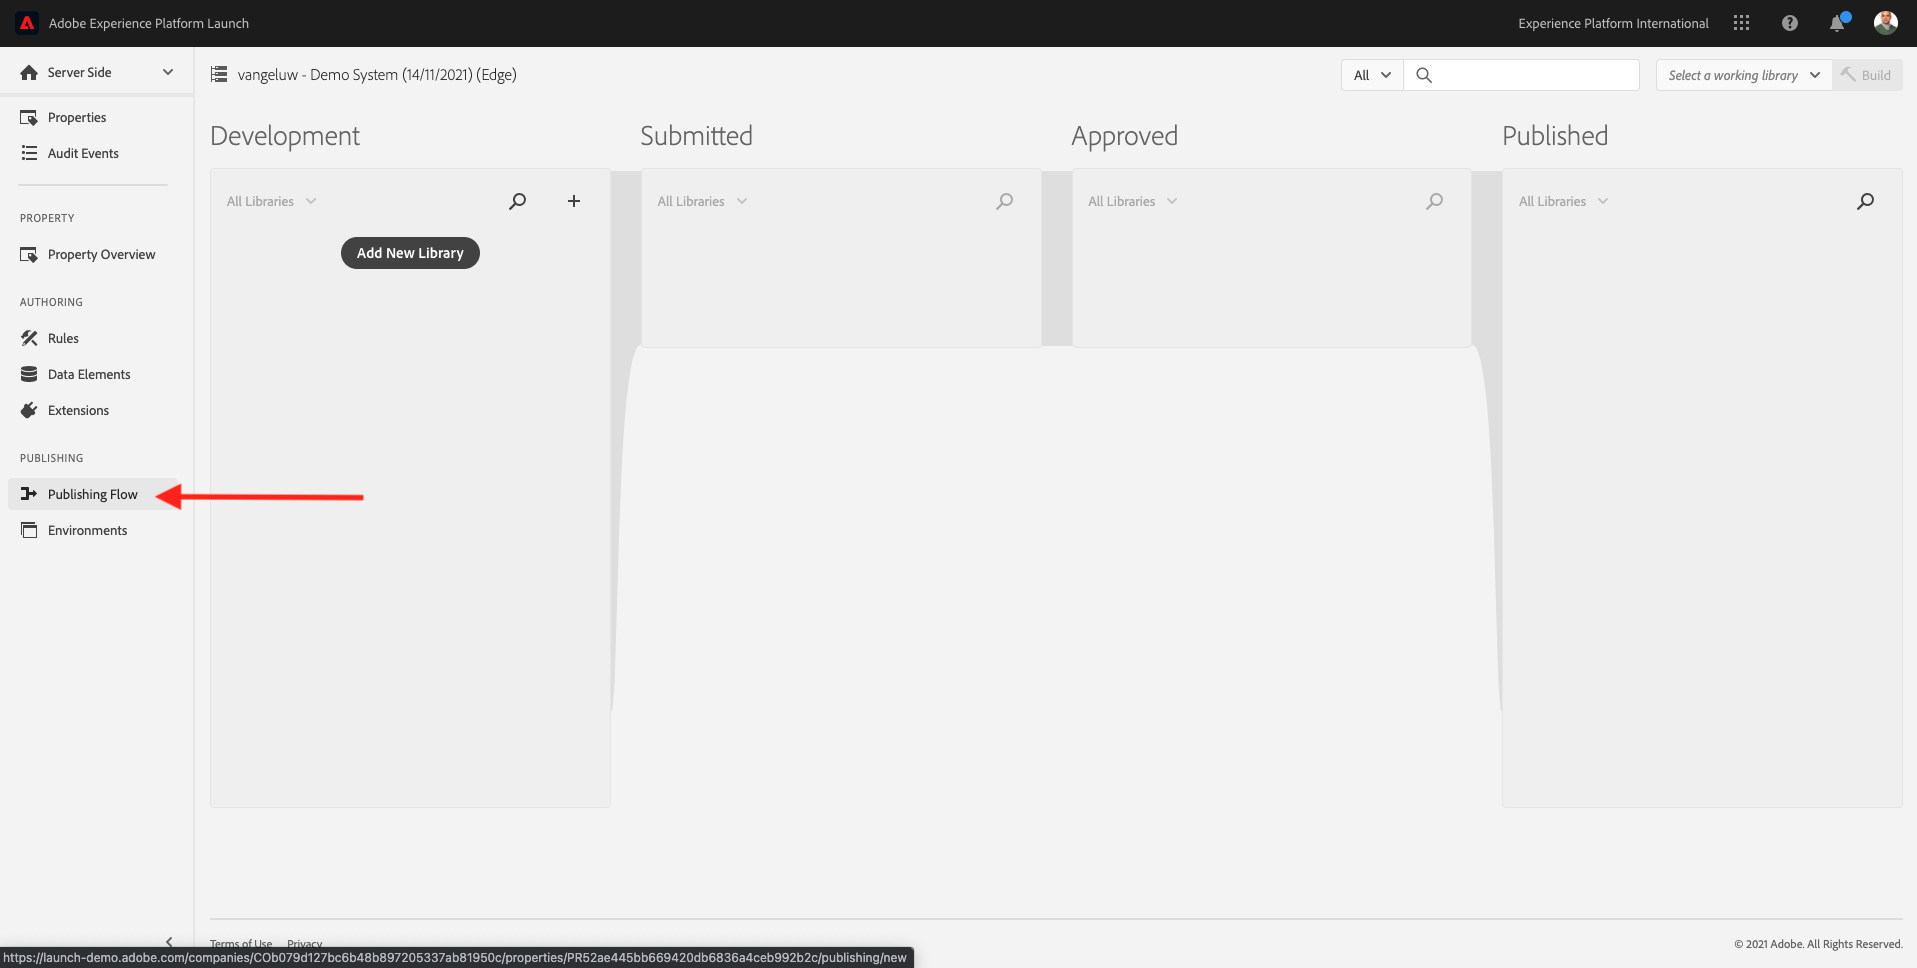 Adobe Experience Platform Launch
Experience Platform International
Server Side
vangeluw - Demo System (14/11/2021) (Edge)
All
Select a working library
Build
Properties
Audit Events
PROPERTY
Property Overview
AUTHORING
Rules
Data Elements
Extensions
PUBLISHING
Publishing Flow
Environments
Development
Submitted
Approved
Published
All Libraries
All Libraries
All Libraries
All Libraries
Add New Library
Terms of Use
Privacy
© 2021 Adobe. All Rights Reserved.
https://launch-demo.adobe.com/companies/COb079d127bc6b48b897205337ab81950c/properties/PR52ae445bb669420db6836a4ceb992b2c/publishing/new